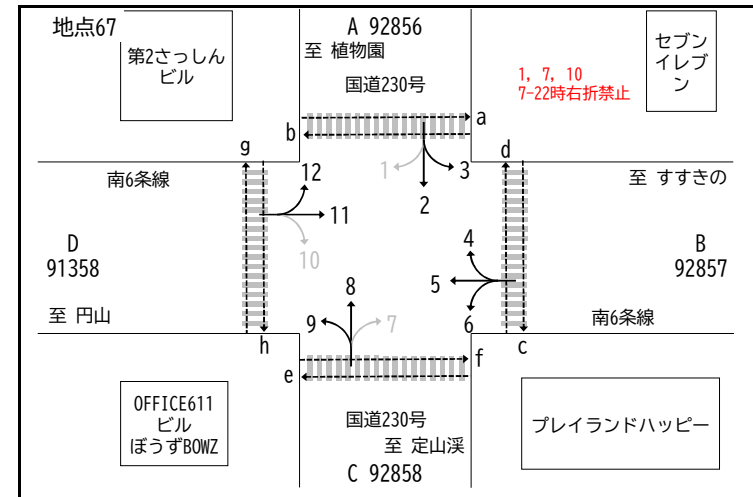 地点67
A 92856
至 植物園
国道230号
第2さっしん
ビル
セブン
イレブ
ン
1, 7, 10
7-22時右折禁止
a
b
g
d
12
1
3
2
南6条線
至 すすきの
11
D
91358
10
4
5
B
92857
8
至 円山
9
7
6
南6条線
h
f
c
e
OFFICE611
ビル
ぼうずBOWZ
国道230号
至 定山渓
C 92858
プレイランドハッピー